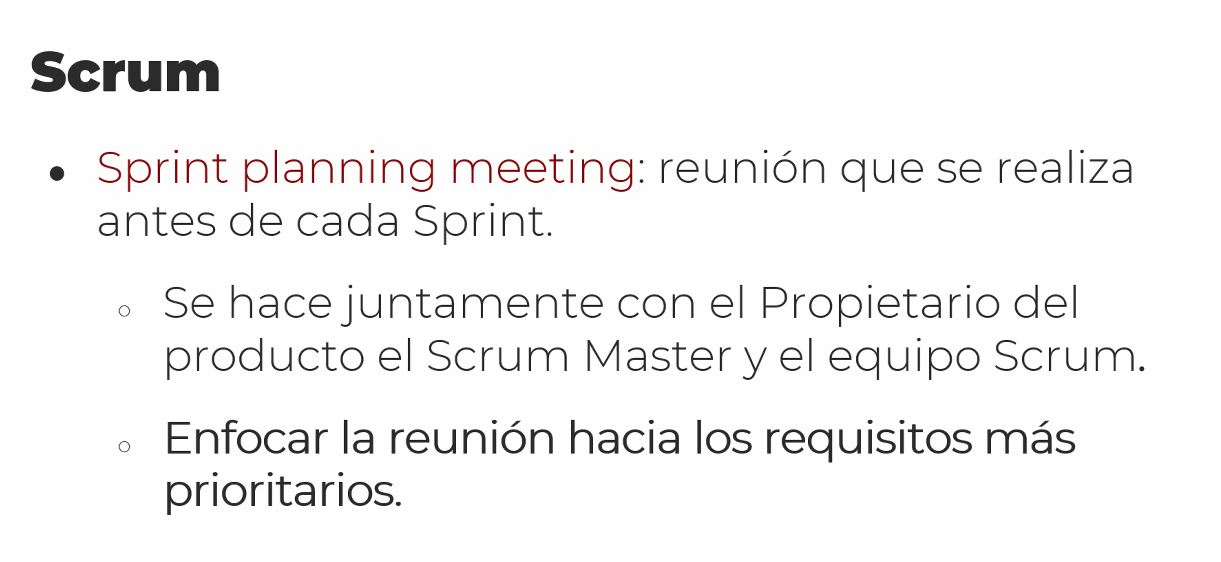 Scrum
• Sprint planning meeting: reunión que se realiza
antes de cada Sprint.
○ Se hace juntamente con el Propietario del
producto el Scrum Master y el equipo Scrum.
○ Enfocar la reunión hacia los requisitos más
prioritarios.